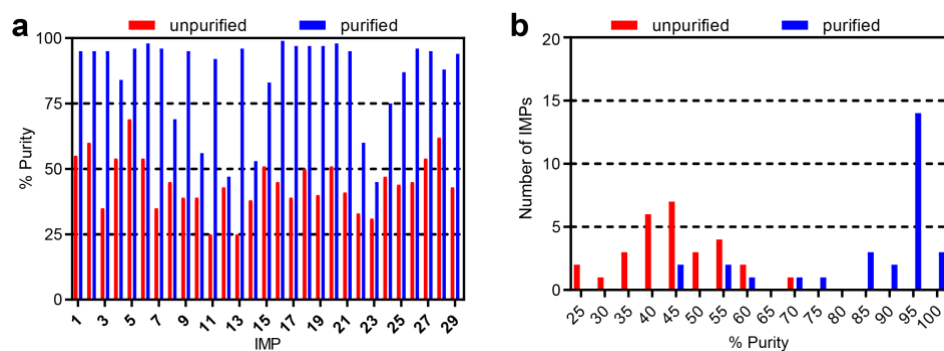 a
unpurified purified
% Purity
100
75
50
25
0
1 3 5 7 9 11 13 15 17 19 21 23 25 27 29
IMP
b
unpurified purified
Number of IMPs
20
15
10
5
0
25 30 35 40 45 50 55 60 65 70 75 80 85 90 95 100
% Purity